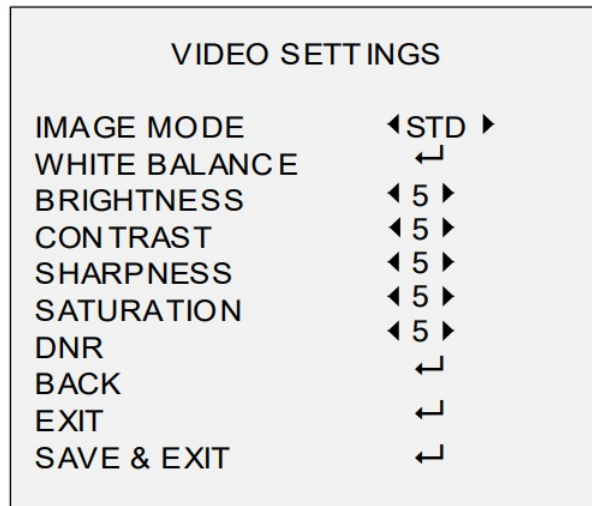 VIDEO SETTINGS
IMAGE MODE ◀ STD ▶
WHITE BALANCE ↵
BRIGHTNESS ◀ 5 ▶
CONTRAST ◀ 5 ▶
SHARPNESS ◀ 5 ▶
SATURATION ◀ 5 ▶
DNR ◀ 5 ▶
BACK ↵
EXIT ↵
SAVE & EXIT ↵